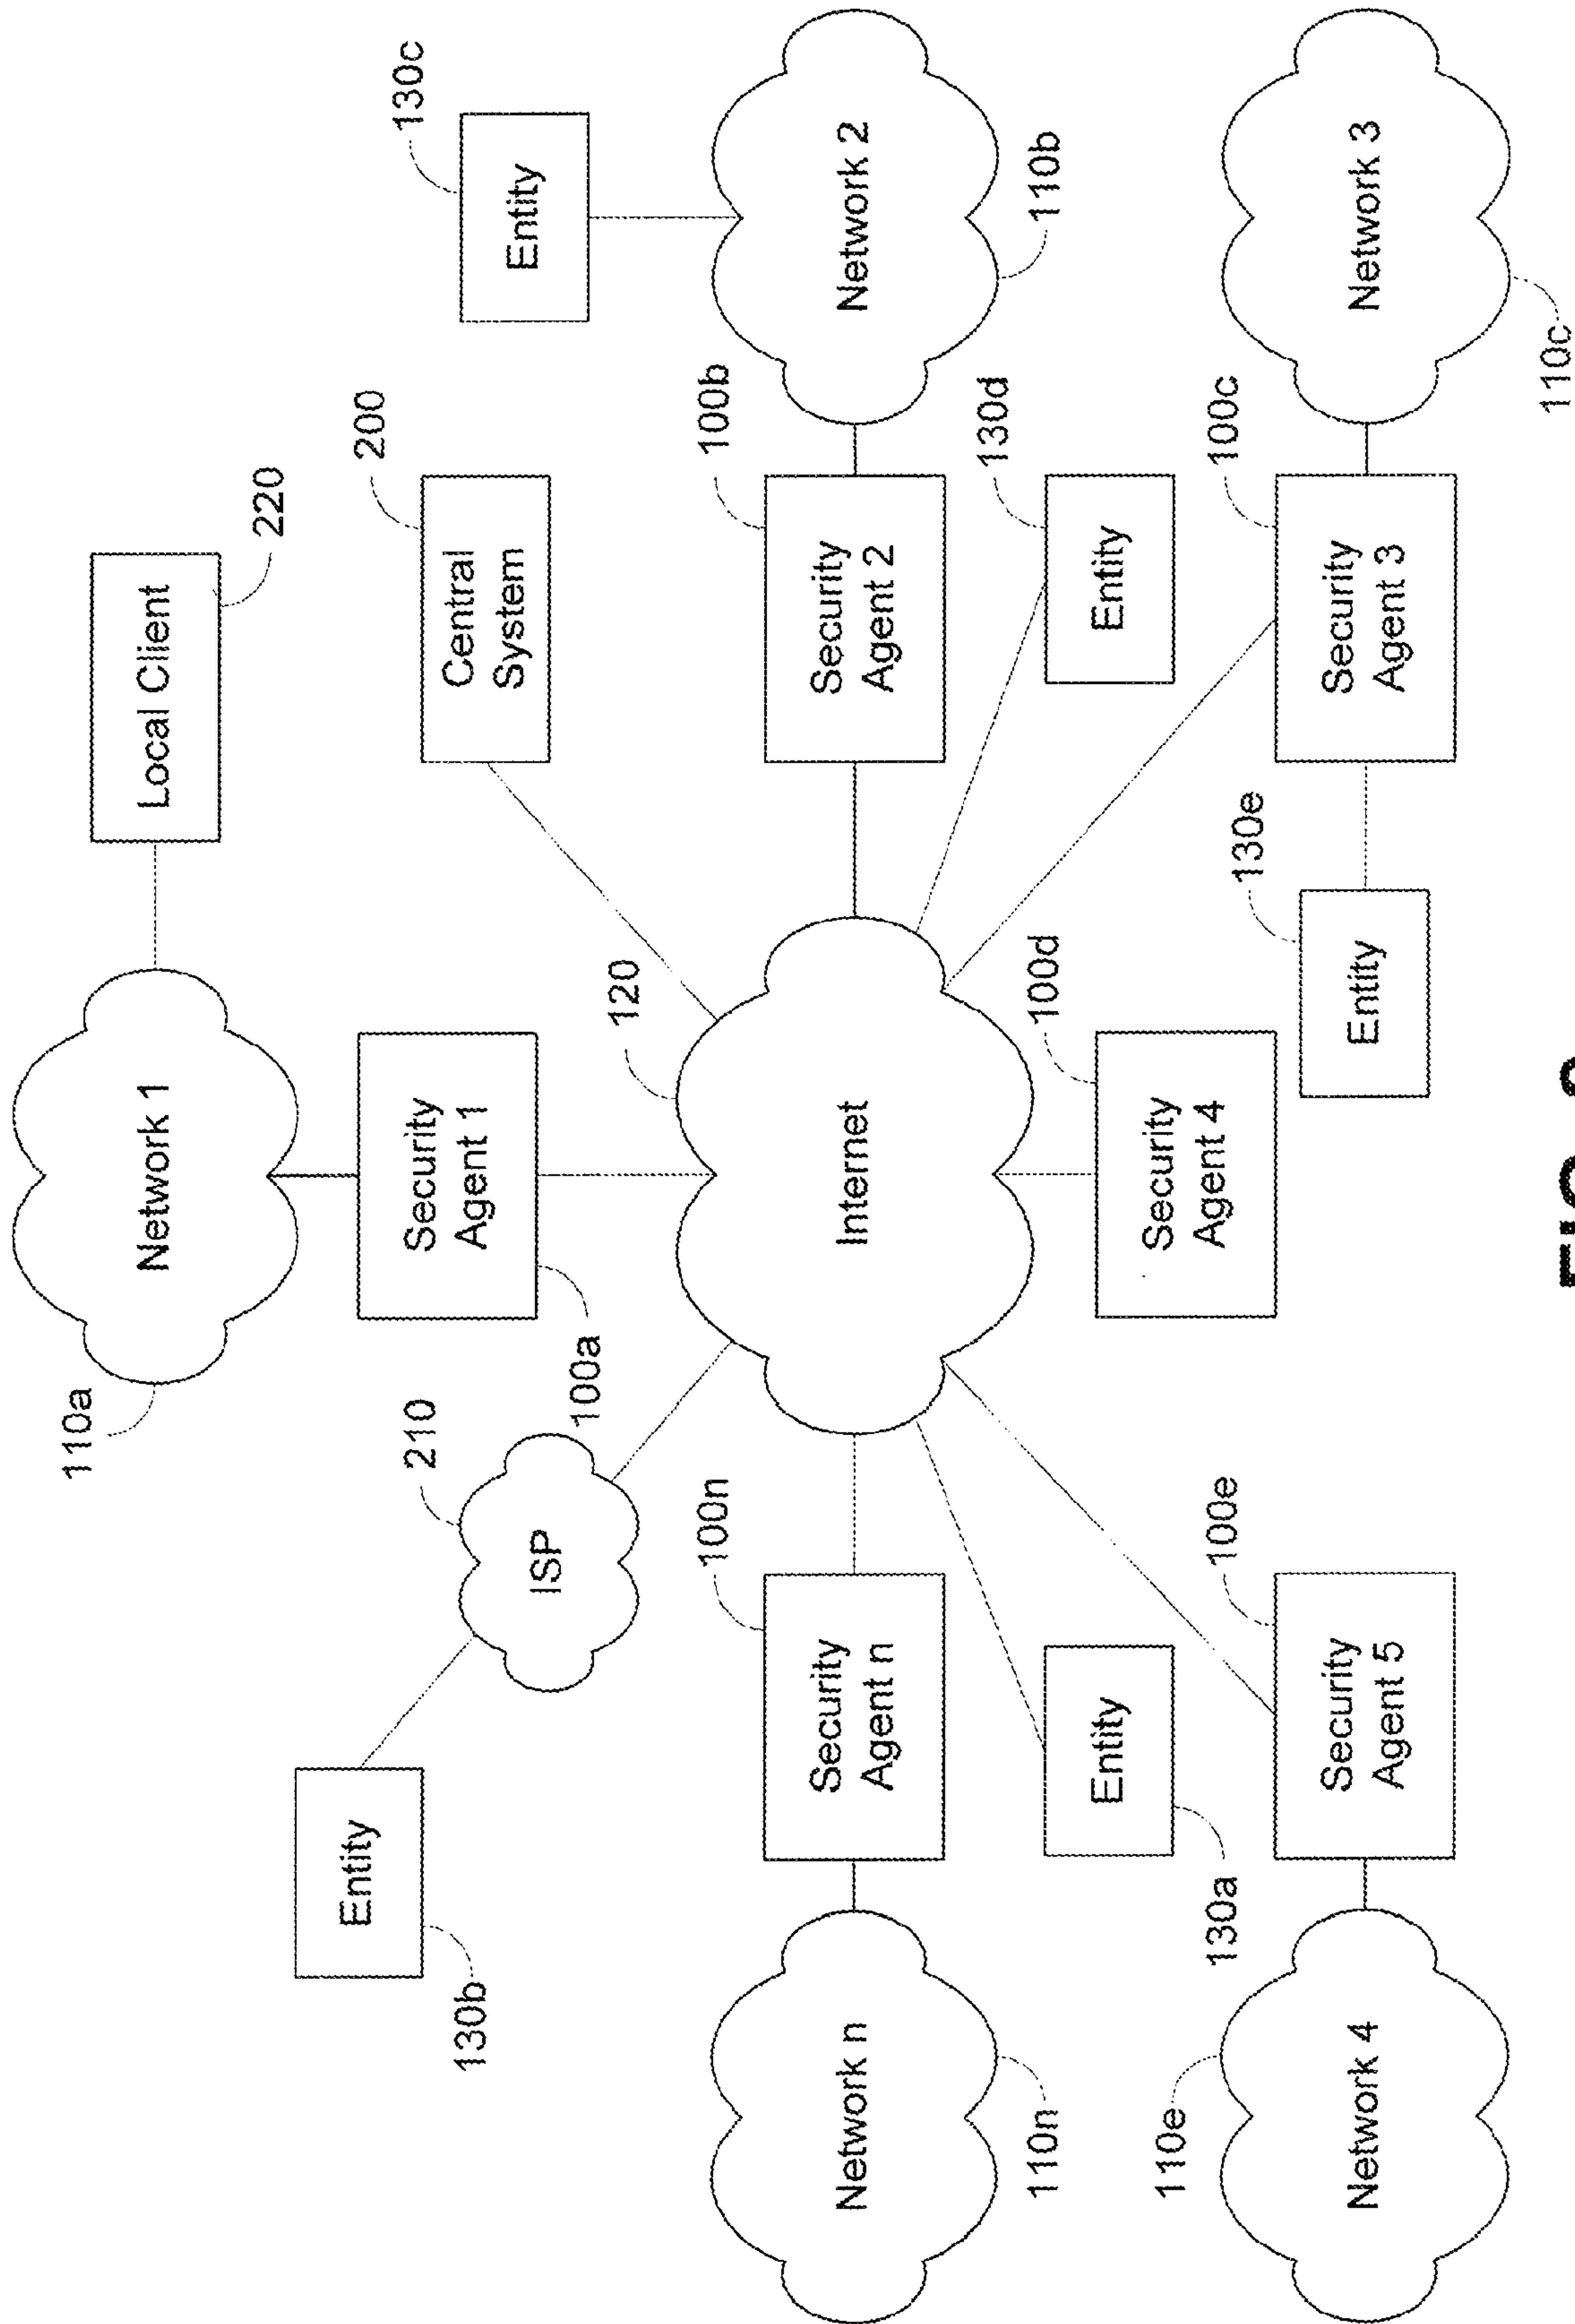 110a
Network 1
Local Client
220
Entity
130b
210
ISP
Security
Agent 1
100a
200
Central
System
130c
Entity
120
100n
100b
Network n
Security
Agent n
Internet
Security
Agent 2
Network 2
110n
110b
130d
Entity
130a
100d
Security
Agent 4
Entity
110e
100e
130e
100c
Network 4
Security
Agent 5
Entity
Security
Agent 3
Network 3
110c
FIG.